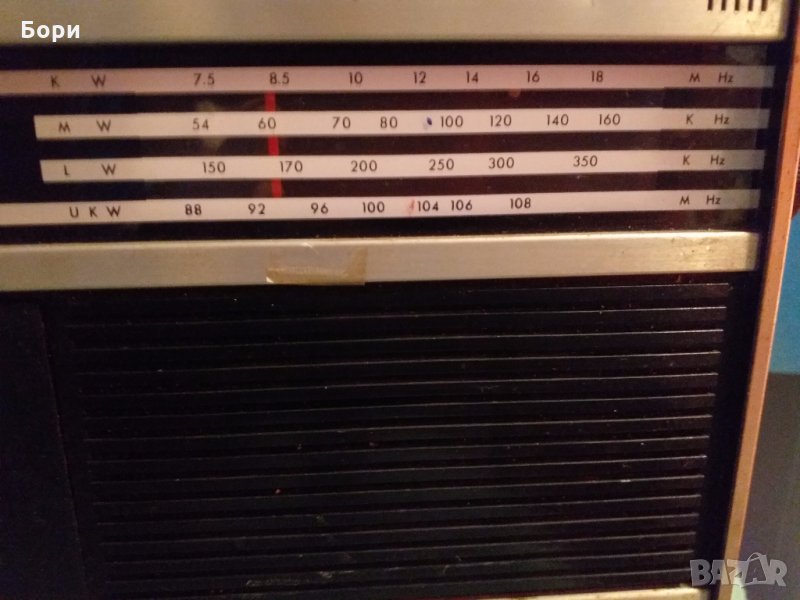 Бори
K W 7.5 8.5 10 12 14 16 18 M Hz
M W 54 60 70 80 100 120 140 160 K Hz
L W 150 170 200 250 300 350 K Hz
U K W 88 92 96 100 104 106 108 M Hz
BAZAR